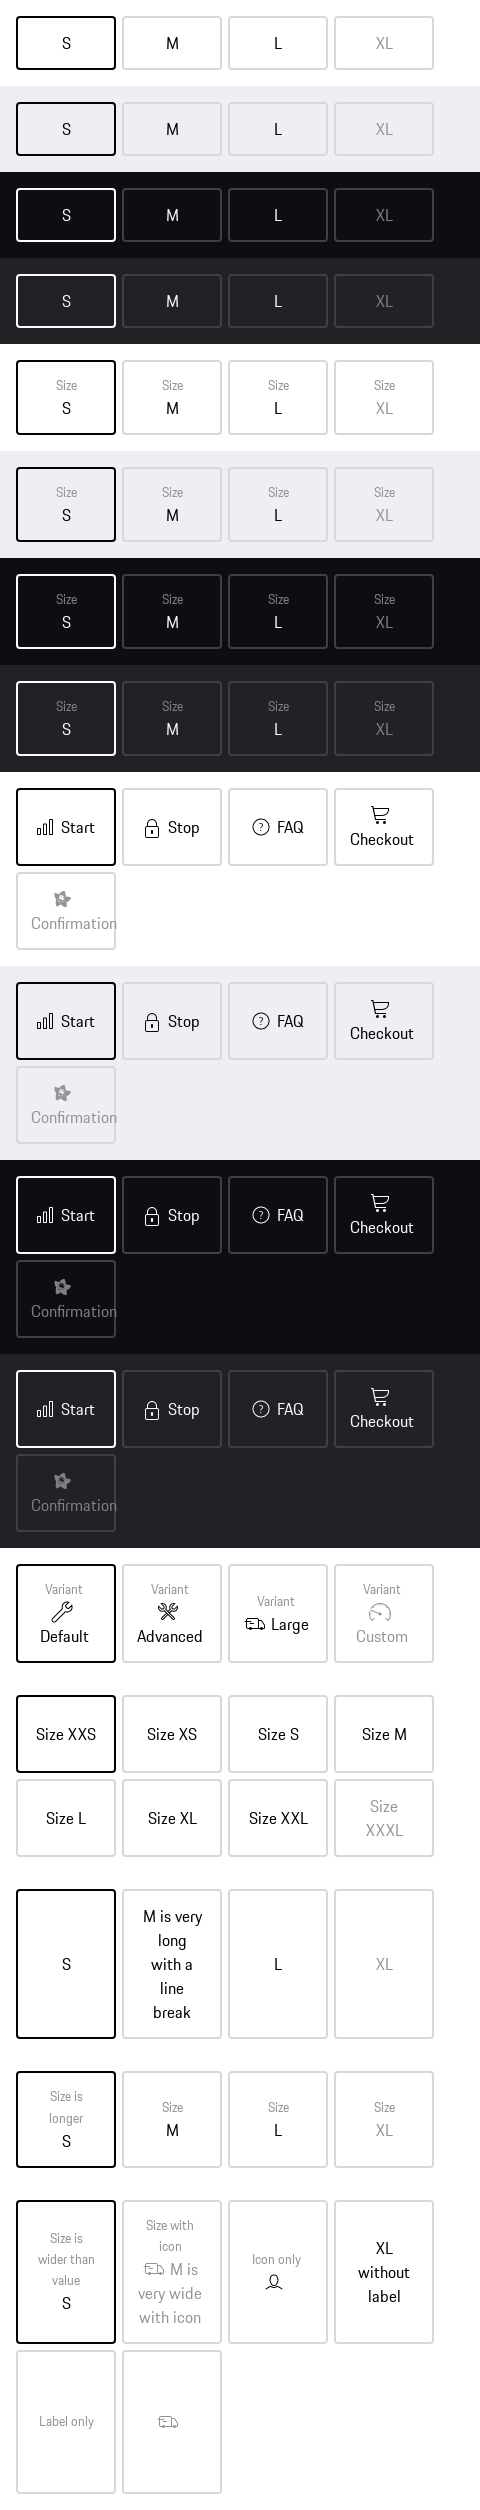 S M L XL
S M L XL
S M L XL
S M L XL
Size Size Size Size
S M L XL
Size Size Size Size
S M L XL
Size Size Size Size
S M L XL
Size Size Size Size
S M L XL
Start Stop FAQ Checkout
Confirmation
Start Stop FAQ Checkout
Confirmation
Start Stop FAQ Checkout
Confirmation
Start Stop FAQ Checkout
Confirmation
Variant
Default
Variant
Advanced
Variant
Large
Variant
Custom
Size XXS Size XS Size S Size M
Size L Size XL Size XXL
Size
XXXL
S
M is very
long
with a
line
break
L
XL
Size is
longer
S
Size
M
Size
L
Size
XL
Size is
wider than
value
S
Size with
icon
M is
very wide
with icon
Icon only
XL
without
label
Label only